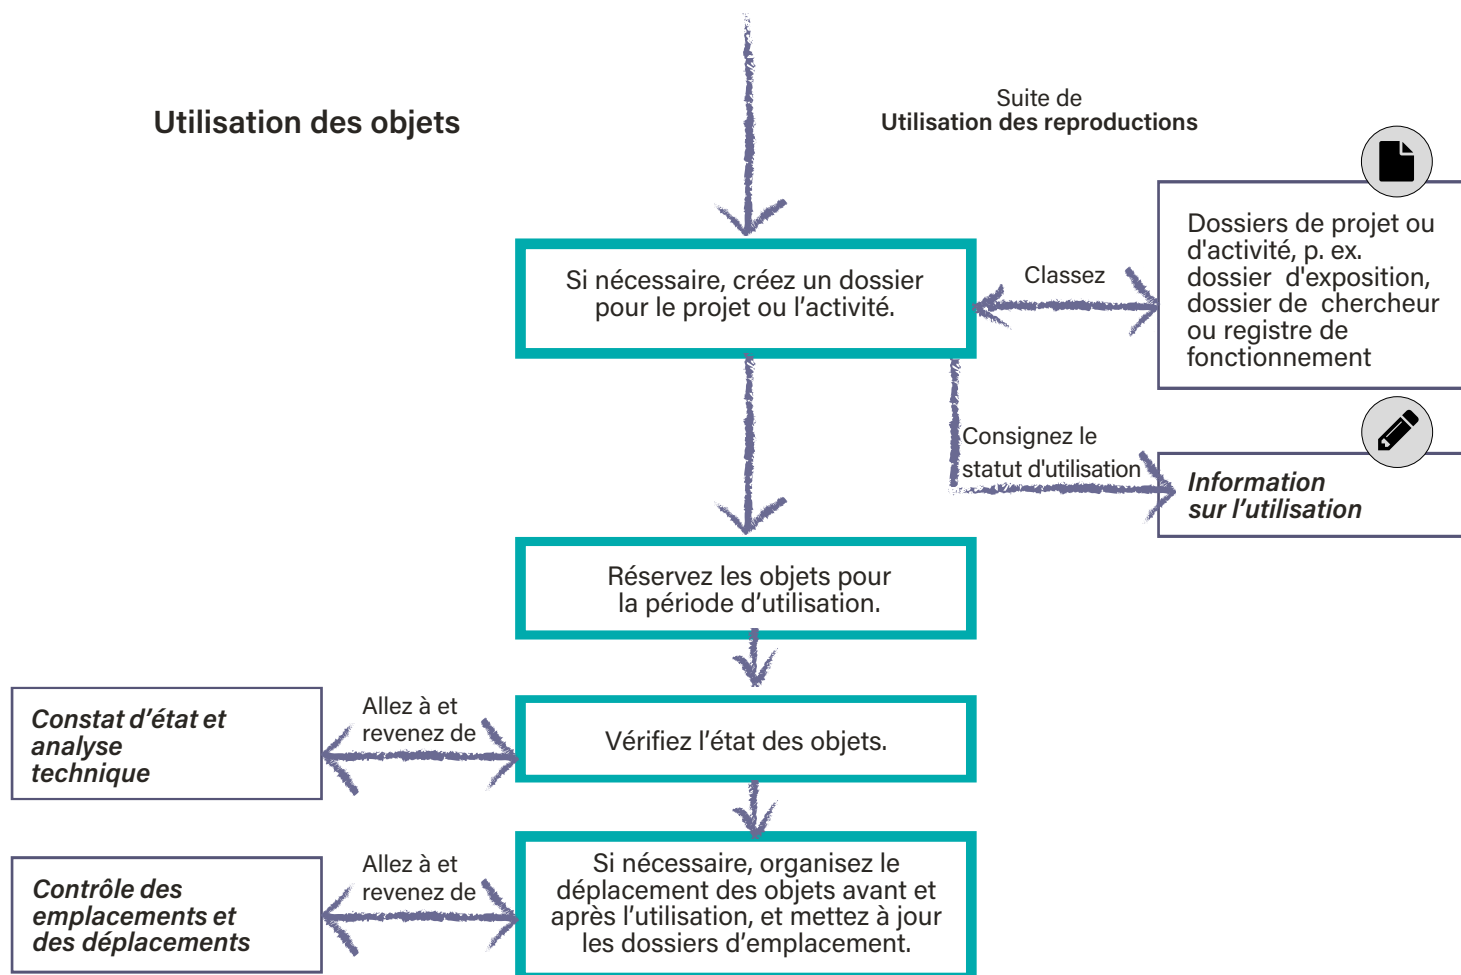 Utilisation des objets
Suite de
Utilisation des reproductions
Si nécessaire, créez un dossier
pour le projet ou l’activité.
Classez
Dossiers de projet ou
d'activité, p. ex.
dossier d'exposition,
dossier de chercheur
ou registre de
fonctionnement
Consignez le
statut d'utilisation
Information
sur l’utilisation
Réservez les objets pour
la période d’utilisation.
Constat d’état et
analyse
technique
Allez à et
revenez de
Vérifiez l’état des objets.
Contrôle des
emplacements et
des déplacements
Allez à et
revenez de
Si nécessaire, organisez le
déplacement des objets avant et
après l’utilisation, et mettez à jour
les dossiers d’emplacement.